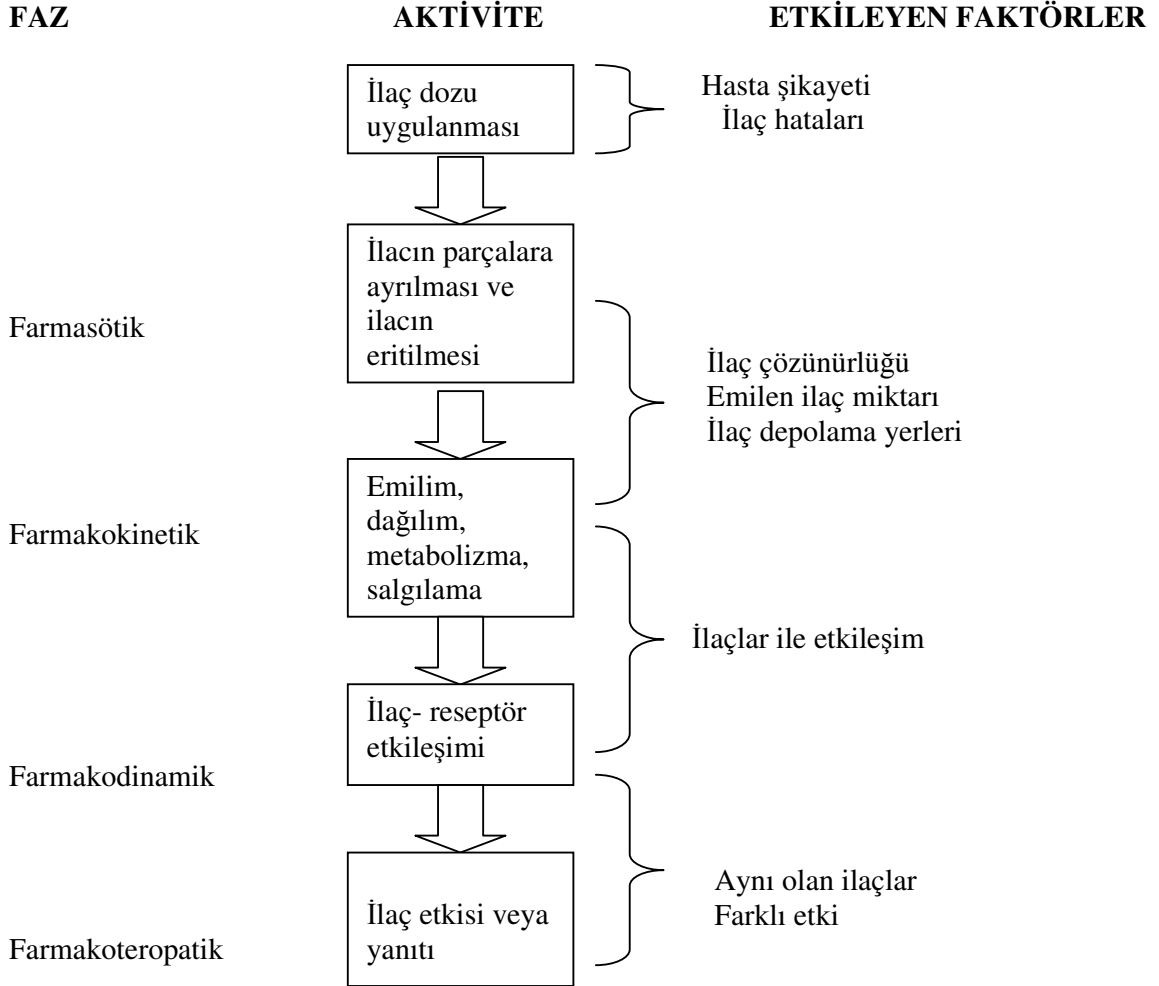 FAZ AKTİVİTE ETKİLEYEN FAKTÖRLER
İlaç dozu
uygulanması
Hasta şikayeti
İlaç hataları
Farmasötik
İlacın parçalara
ayrılması ve
ilacın
eritilmesi
İlaç çözünürlüğü
Emilen ilaç miktarı
İlaç depolama yerleri
Farmakokinetik
Emilim,
dağılım,
metabolizma,
salgılama
İlaçlar ile etkileşim
Farmakodinamik
İlaç- reseptör
etkileşimi
Aynı olan ilaçlar
Farklı etki
Farmakoteropatik
İlaç etkisi veya
yanıtı